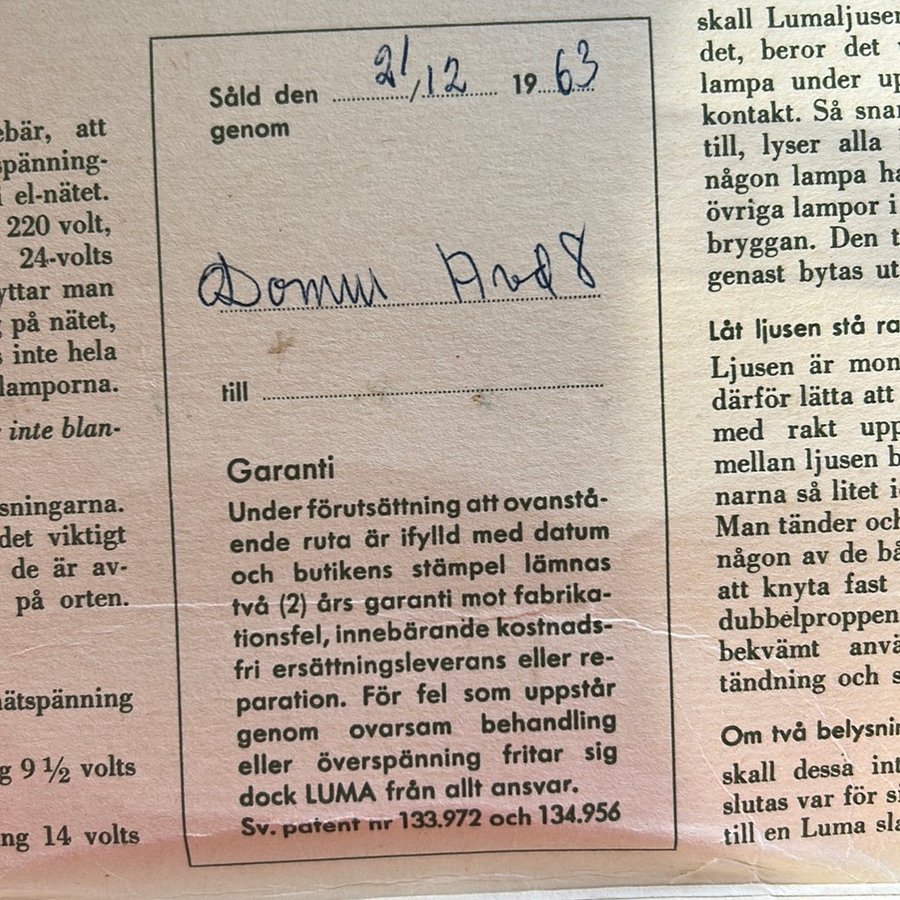 ebär, att
spänning-
i el-nätet.
220 volt,
24-volts
yttar man
g på nätet,
s inte hela
lamporna.
inte blan-
sningarna.
det viktigt
de är av-
på orten.
nätspänning
g 9 ½ volts
ng 14 volts
Såld den 21/12 1963
genom
Domus Avd 8
till
Garanti
Under förutsättning att ovanstå-
ende ruta är ifylld med datum
och butikens stämpel lämnas
två (2) års garanti mot fabrika-
tionsfel, innebärande kostnads-
fri ersättningsleverans eller re-
paration. För fel som uppstår
genom ovarsam behandling
eller överspänning fritar sig
dock LUMA från allt ansvar.
Sv. patent nr 133.972 och 134.956
skall Lumaljusen
det, beror det
lampa under up
kontakt. Så snar
till, lyser alla
någon lampa ha
övriga lampor i
bryggan. Den t
genast bytas ut
Låt ljusen stå ra
Ljusen är mon
därför lätta att
med rakt upp
mellan ljusen b
narna så litet i
Man tänder och
någon av de bå
att knyta fast
dubbelproppen
bekvämt anvä
tändning och s
Om två belysnin
skall dessa int
slutas var för si
till en Luma sla